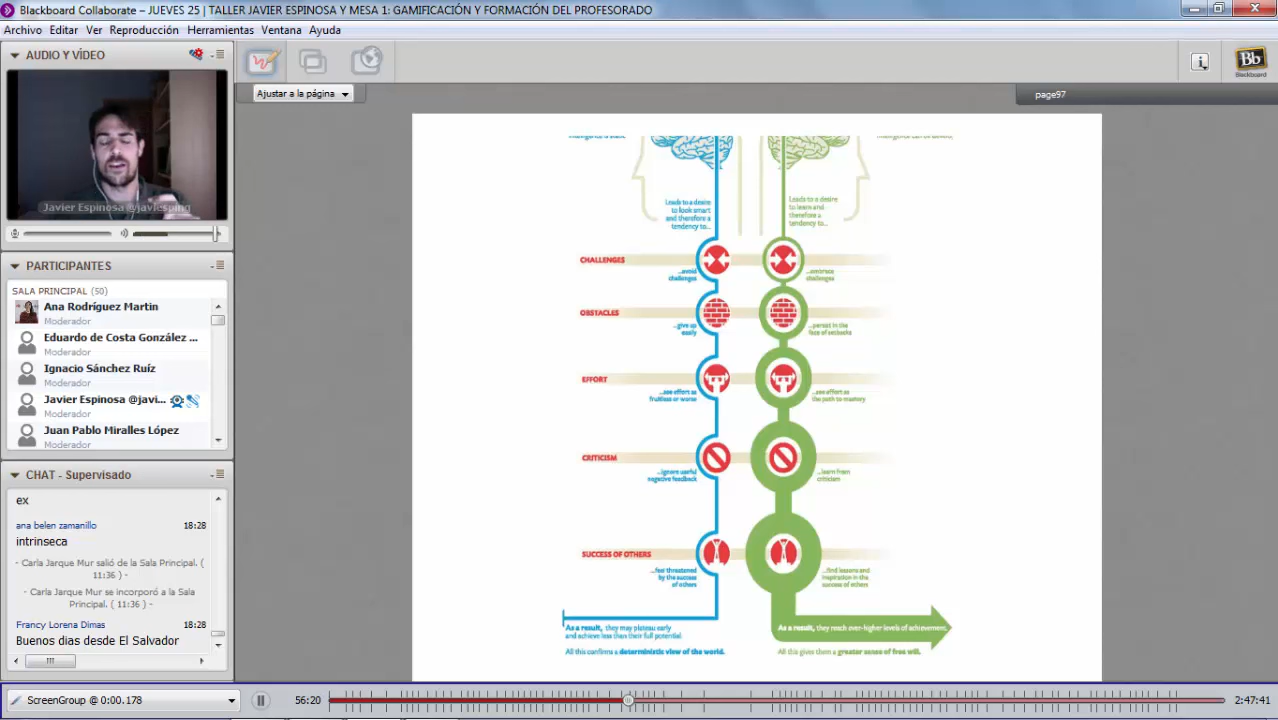 Blackboard Collaborate – JUEVES 25 | TALLER JAVIER ESPINOSA Y MESA 1: GAMIFICACIÓN Y FORMACIÓN DEL PROFESORADO
Archivo Editar Ver Reproducción Herramientas Ventana Ayuda
AUDIO Y VÍDEO
Javier Espinosa @javiesping
PARTICIPANTES
SALA PRINCIPAL
Ana Rodríguez Martín
Moderador
Eduardo de Garay González ...
Moderador
Ignacio Sánchez Ruíz
Moderador
Javier Espinosa @javi...
Moderador
Juan Pablo Miralles López
Moderador
CHAT - Supervisado
ex
ana belen zamanillo 18:28
intrinseca
- Carla Jarque Mur salió de la Sala Principal. (
11:36 ) -
- Carla Jarque Mur se unió a la Sala
Principal. ( 11:36 ) -
Francy Lorena Dimas 18:28
Buenos dias desde Ecuador
ScreenGroup @ 0:00.178
56:20
2:47:41
Ajustar a la página
page97
Bb
Blackboard
Leads to a desire
to look smart
and therefore a
tendency to...
Leads to a desire
to learn and
therefore a
tendency to...
CHALLENGES
...avoid
challenges
...embrace
challenges
OBSTACLES
...give up
easily
...persist in the
face of setbacks
EFFORT
...see effort as
fruitless or worse
...see effort as
the path to mastery
CRITICISM
...ignore useful
negative feedback
...learn from
criticism
SUCCESS OF OTHERS
...feel threatened
by the success
of others
...find lessons and
inspiration in the
success of others
As a result, they may plateau early
and achieve less than their full potential.
All this confirms a deterministic view of the world.
As a result, they reach ever-higher levels of achievement.
All this gives them a greater sense of free will.